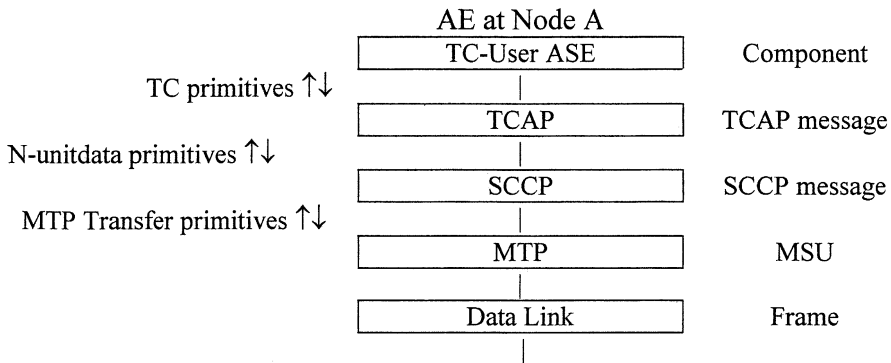 AE at Node A
TC-User ASE Component
TC primitives ↑↓
TCAP TCAP message
N-unitdata primitives ↑↓
SCCP SCCP message
MTP Transfer primitives ↑↓
MTP MSU
Data Link Frame